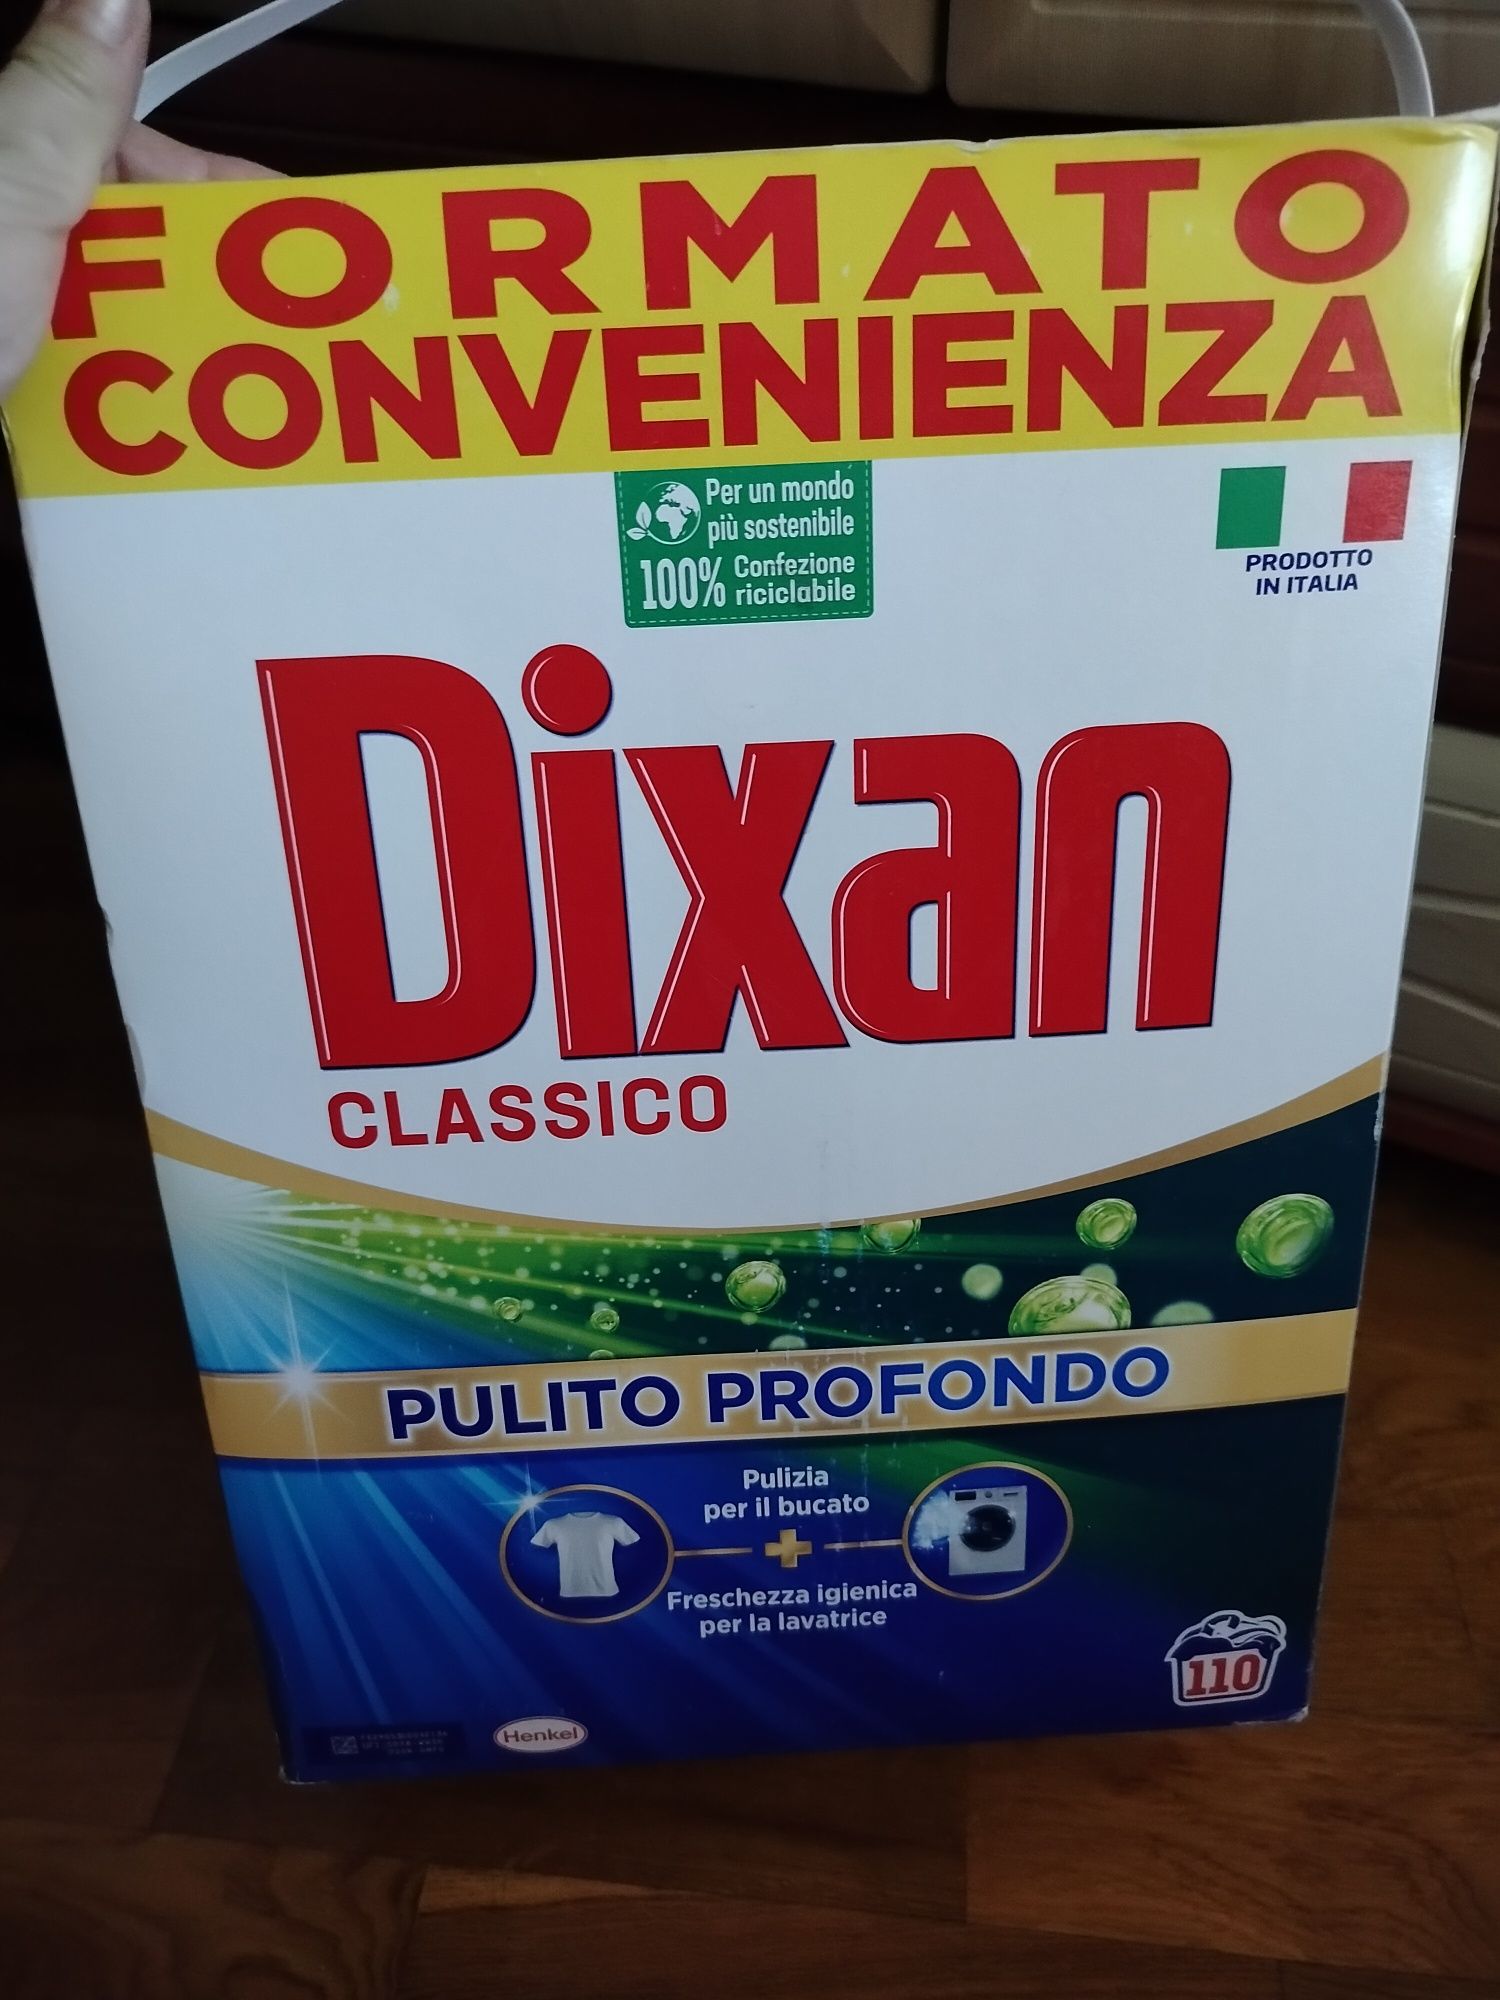 FORMATO
CONVENIENZA
Per un mondo
più sostenibile
100% Confezione
riciclabile
PRODOTTO
IN ITALIA
Dixan
CLASSICO
PULITO PROFONDO
Pulizia
per il bucato
Freschezza igienica
per la lavatrice
110
Henkel